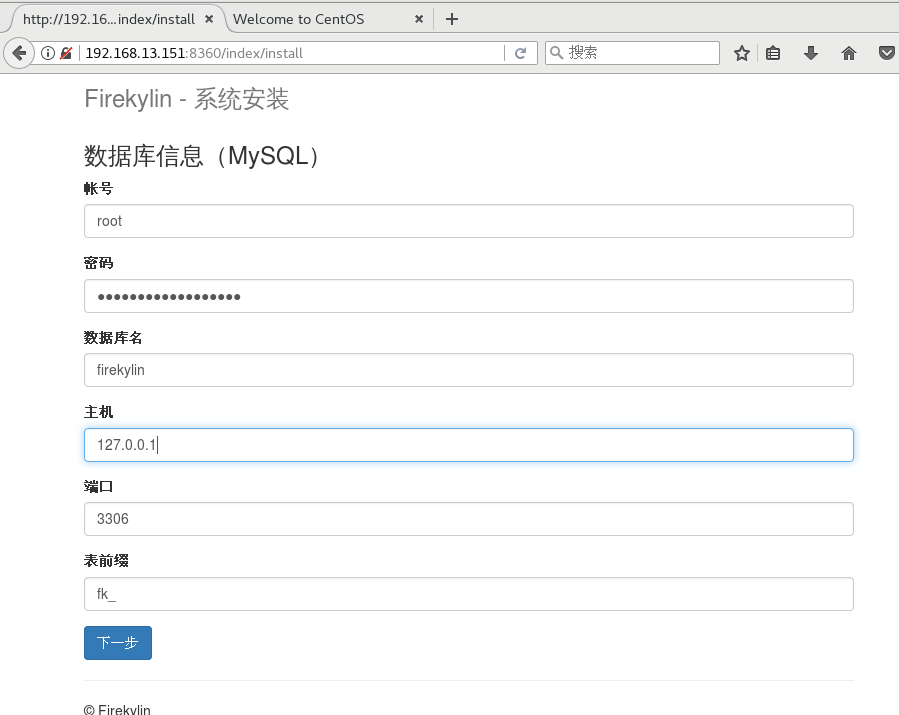 http://192.16...index/install
Welcome to CentOS
192.168.13.151:8360/index/install
搜索
Firekylin - 系统安装
数据库信息（MySQL）
帐号
root
密码
••••••••••••••••••
数据库名
firekylin
主机
127.0.0.1
端口
3306
表前缀
fk_
下一步
© Firekylin